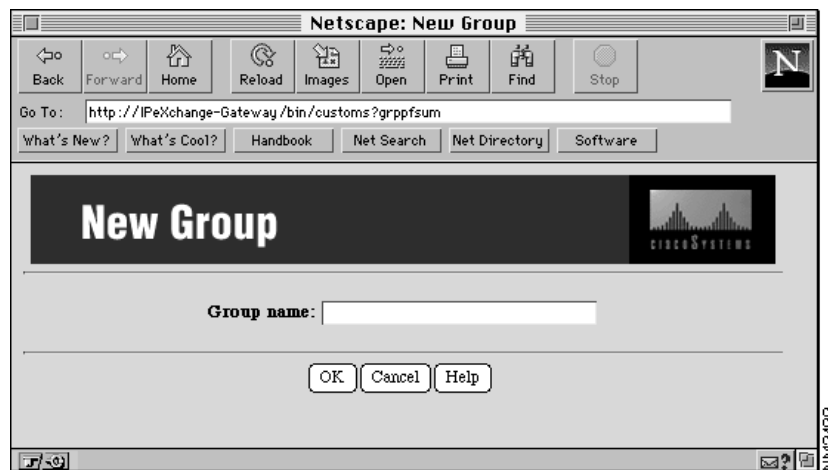 Netscape: New Group
Back Forward Home Reload Images Open Print Find Stop
N
Go To: http://IPeXchange-Gateway/bin/customs?grppfsum
What's New? What's Cool? Handbook Net Search Net Directory Software
New Group
CISCO SYSTEMS
Group name:
OK Cancel Help
?